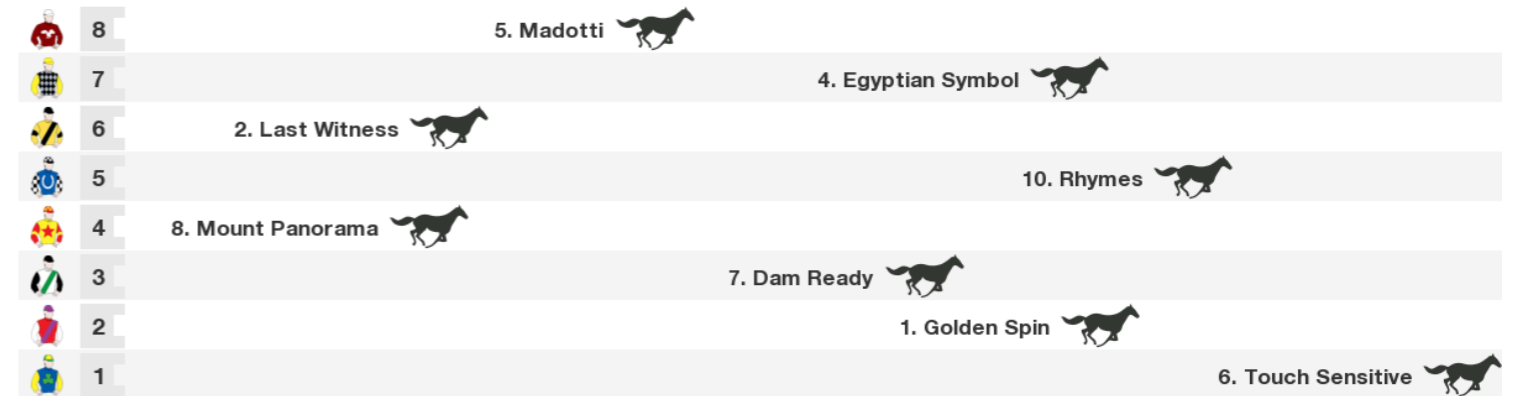 8 5. Madotti
7 4. Egyptian Symbol
6 2. Last Witness
5 10. Rhymes
4 8. Mount Panorama
3 7. Dam Ready
2 1. Golden Spin
1 6. Touch Sensitive